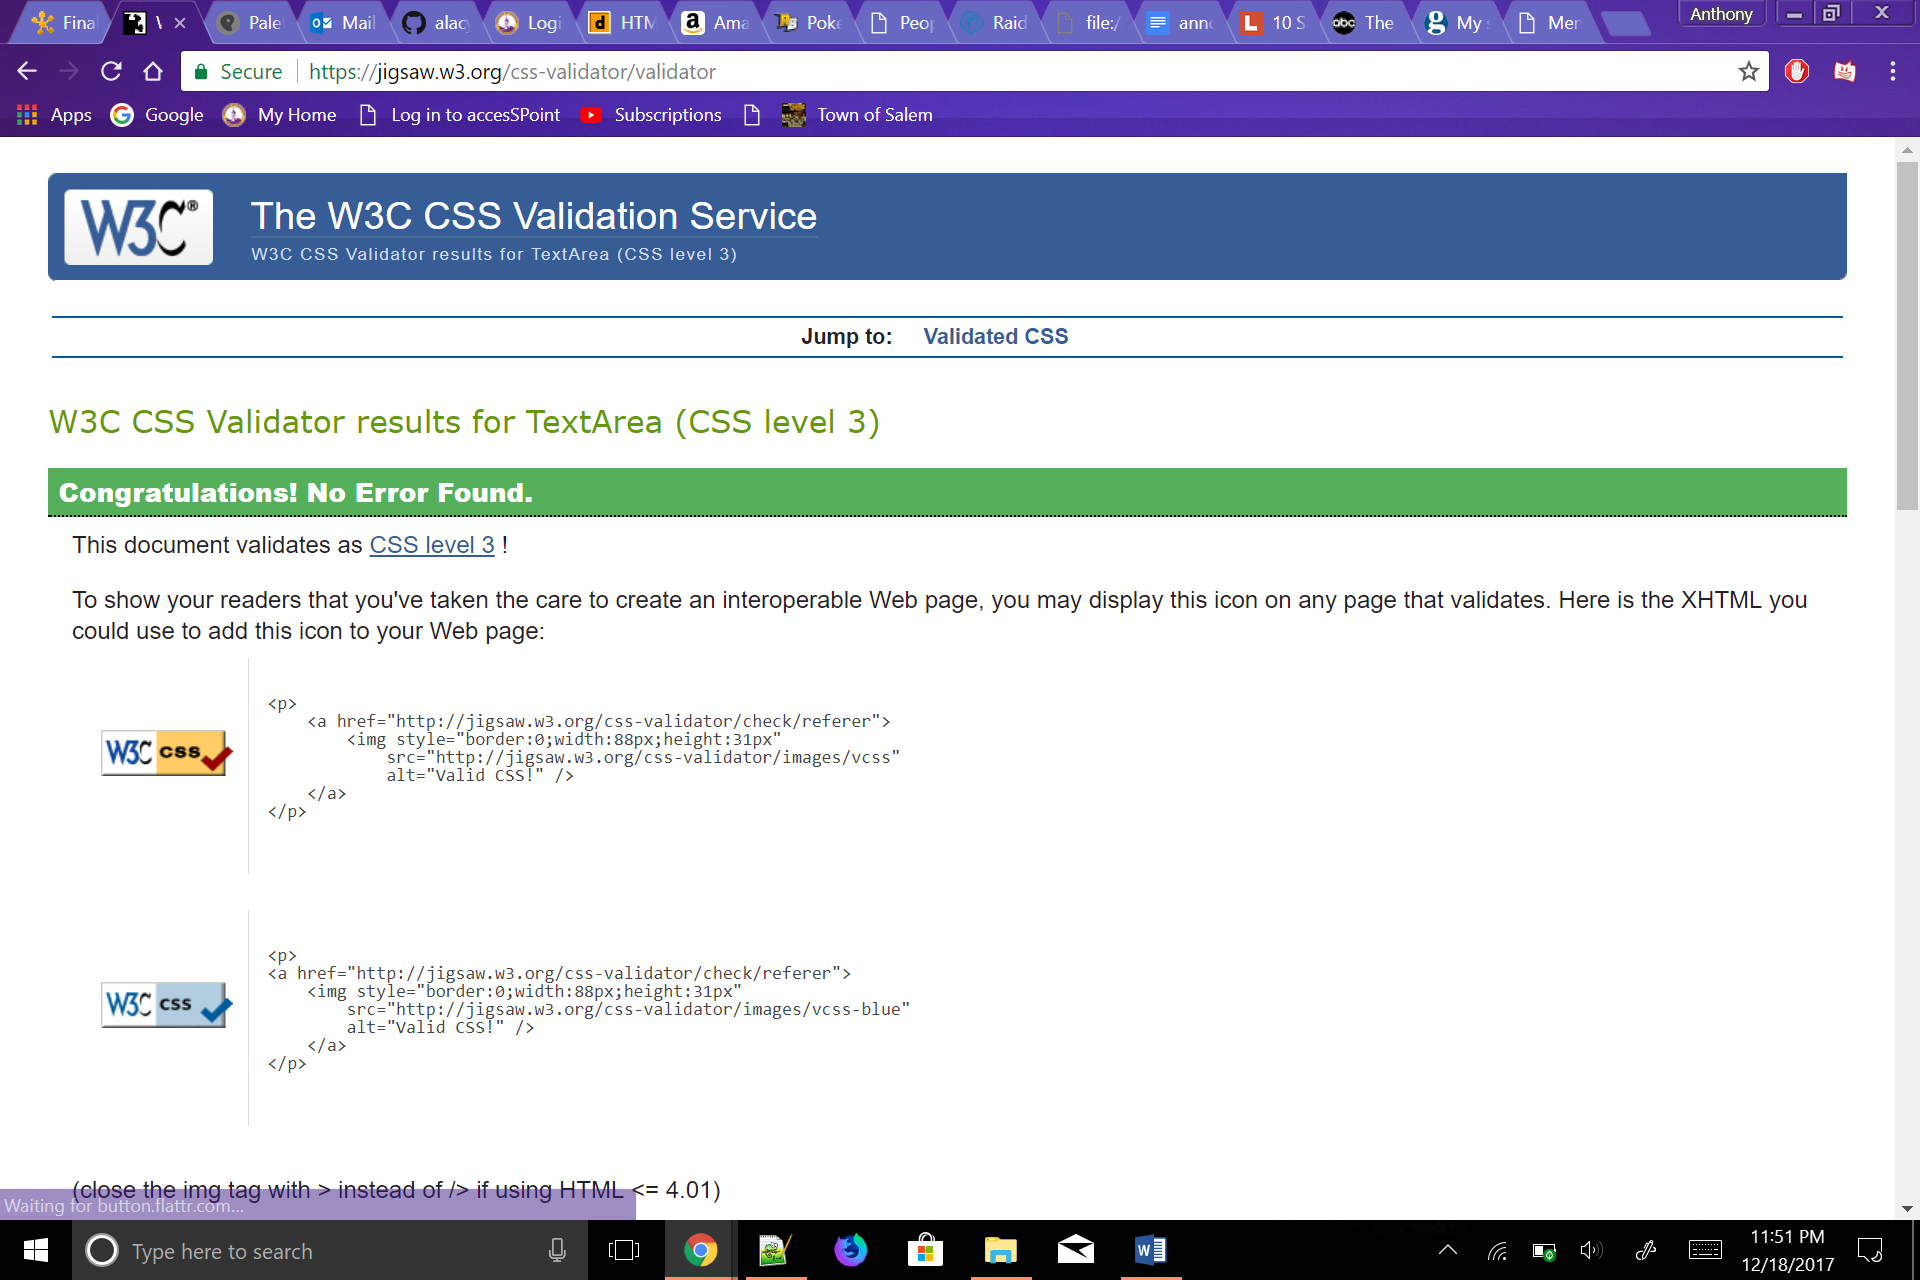 Fina
Pale
Mail
alac
Logi
HTM
Ama
Poke
Peop
Raid
file:/
anno
10 S
The
My
Men
Anthony
Secure
https://jigsaw.w3.org/css-validator/validator
Apps
Google
My Home
Log in to accesSPoint
Subscriptions
Town of Salem
W3C®
The W3C CSS Validation Service
W3C CSS Validator results for TextArea (CSS level 3)
Jump to: Validated CSS
W3C CSS Validator results for TextArea (CSS level 3)
Congratulations! No Error Found.
This document validates as CSS level 3 !
To show your readers that you've taken the care to create an interoperable Web page, you may display this icon on any page that validates. Here is the XHTML you
could use to add this icon to your Web page:
W3C css
<p>
<a href="http://jigsaw.w3.org/css-validator/check/referer">
<img style="border:0;width:88px;height:31px"
src="http://jigsaw.w3.org/css-validator/images/vcss"
alt="Valid CSS!" />
</a>
</p>
W3C css
<p>
<a href="http://jigsaw.w3.org/css-validator/check/referer">
<img style="border:0;width:88px;height:31px"
src="http://jigsaw.w3.org/css-validator/images/vcss-blue"
alt="Valid CSS!" />
</a>
</p>
(close the img tag with > instead of /> if using HTML <= 4.01)
Waiting for button.flattr.com...
Type here to search
11:51 PM
12/18/2017